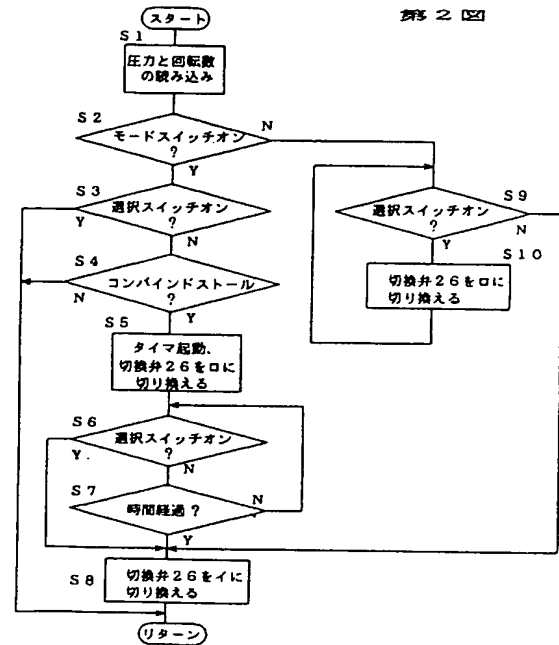 第2図
スタート
S1
圧力と回転数
の読み込み
S2
モードスイッチオン
?
N
Y
S3
選択スイッチオン
?
Y
N
S4
コンバインドストール
?
N
Y
S5
タイマ起動、
切換弁26をロに
切り換える
S6
選択スイッチオン
?
Y
N
S7
時間経過?
N
Y
S8
切換弁26をイに
切り換える
リターン
S9
選択スイッチオン
?
N
Y
S10
切換弁26をロに
切り換える